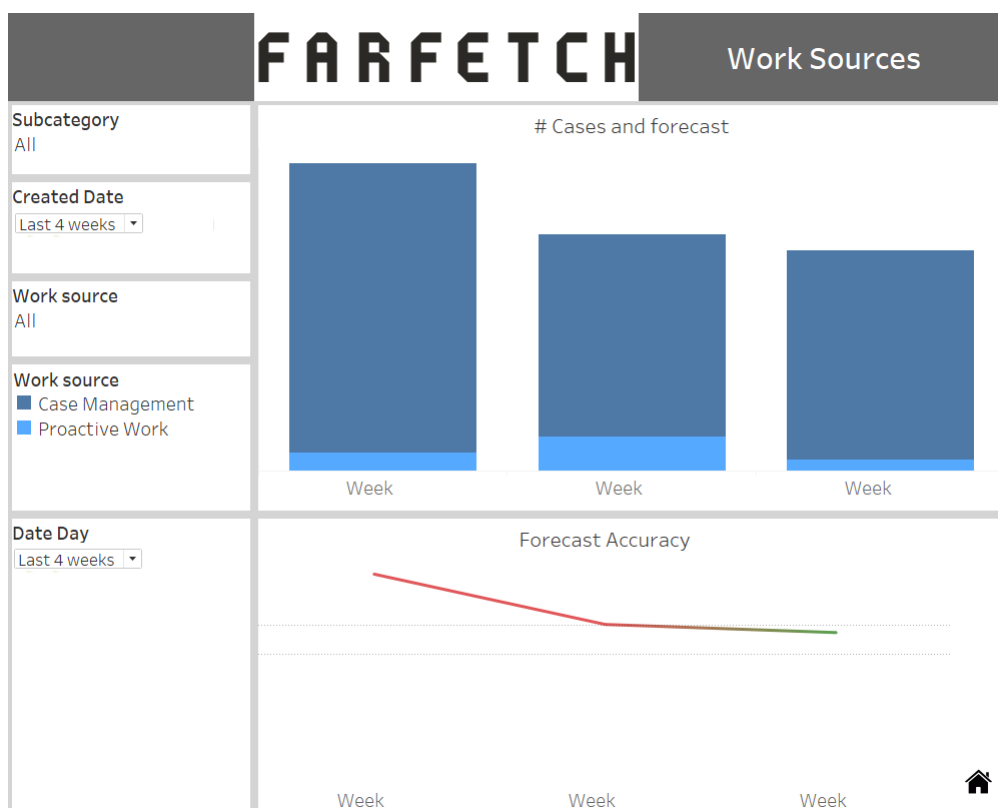 FARFETCH
Work Sources
Subcategory
All
Created Date
Last 4 weeks
Work source
All
Work source
Case Management
Proactive Work
Date Day
Last 4 weeks
# Cases and forecast
Week Week Week
Forecast Accuracy
Week Week Week